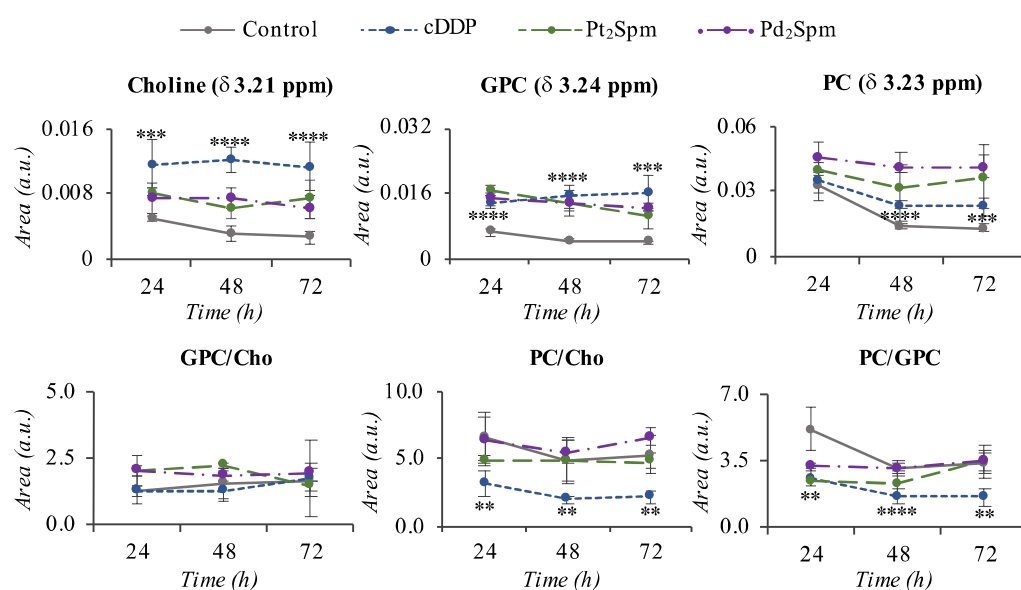 Control cDDP Pt₂Spm Pd₂Spm
Choline (δ 3.21 ppm)
Area (a.u.)
0.016
0.008
0
*** **** ****
24 48 72
Time (h)
GPC (δ 3.24 ppm)
Area (a.u.)
0.032
0.016
0
**** **** ***
24 48 72
Time (h)
PC (δ 3.23 ppm)
Area (a.u.)
0.06
0.03
0
**** ***
24 48 72
Time (h)
GPC/Cho
Area (a.u.)
5.0
2.5
0.0
24 48 72
Time (h)
PC/Cho
Area (a.u.)
10.0
5.0
0.0
** ** **
24 48 72
Time (h)
PC/GPC
Area (a.u.)
7.0
3.5
0.0
** **** **
24 48 72
Time (h)